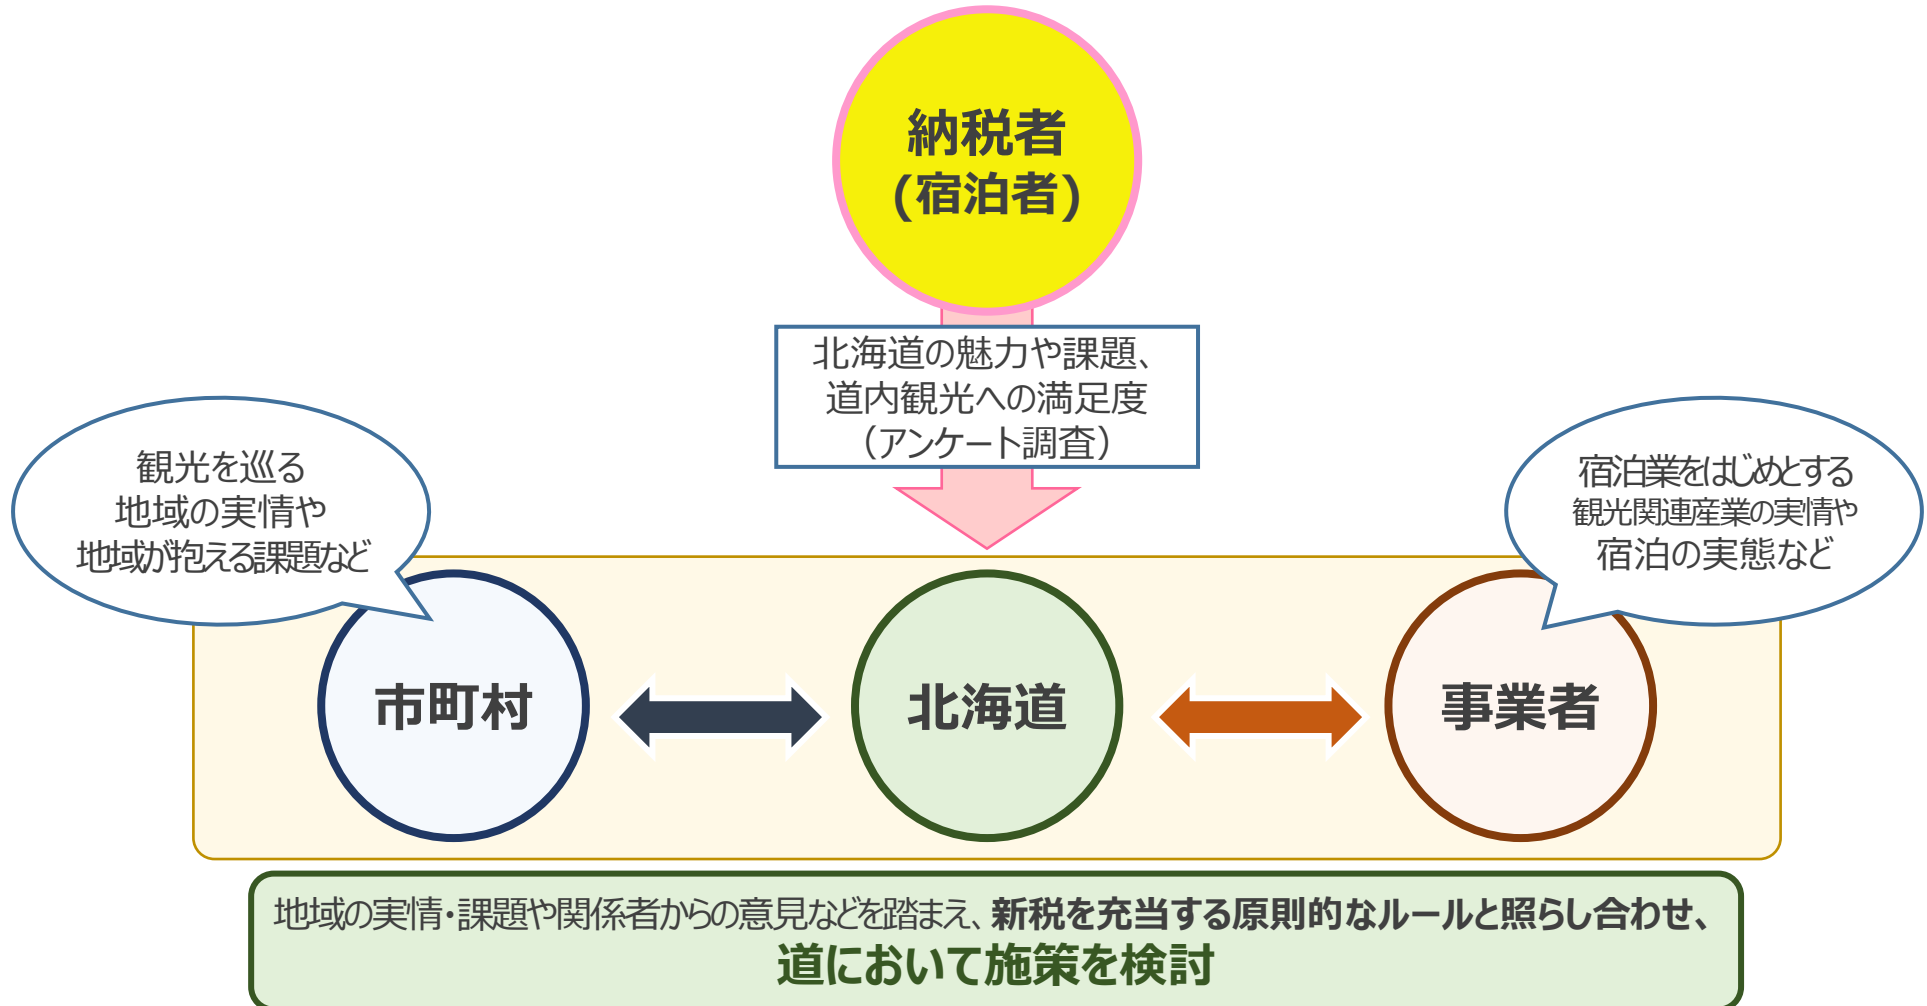 納税者
(宿泊者)
北海道の魅力や課題、
道内観光への満足度
（アンケート調査）
観光を巡る
地域の実情や
地域が抱える課題など
宿泊業をはじめとする
観光関連産業の実情や
宿泊の実態など
市町村
北海道
事業者
地域の実情・課題や関係者からの意見などを踏まえ、新税を充当する原則的なルールと照らし合わせ、
道において施策を検討